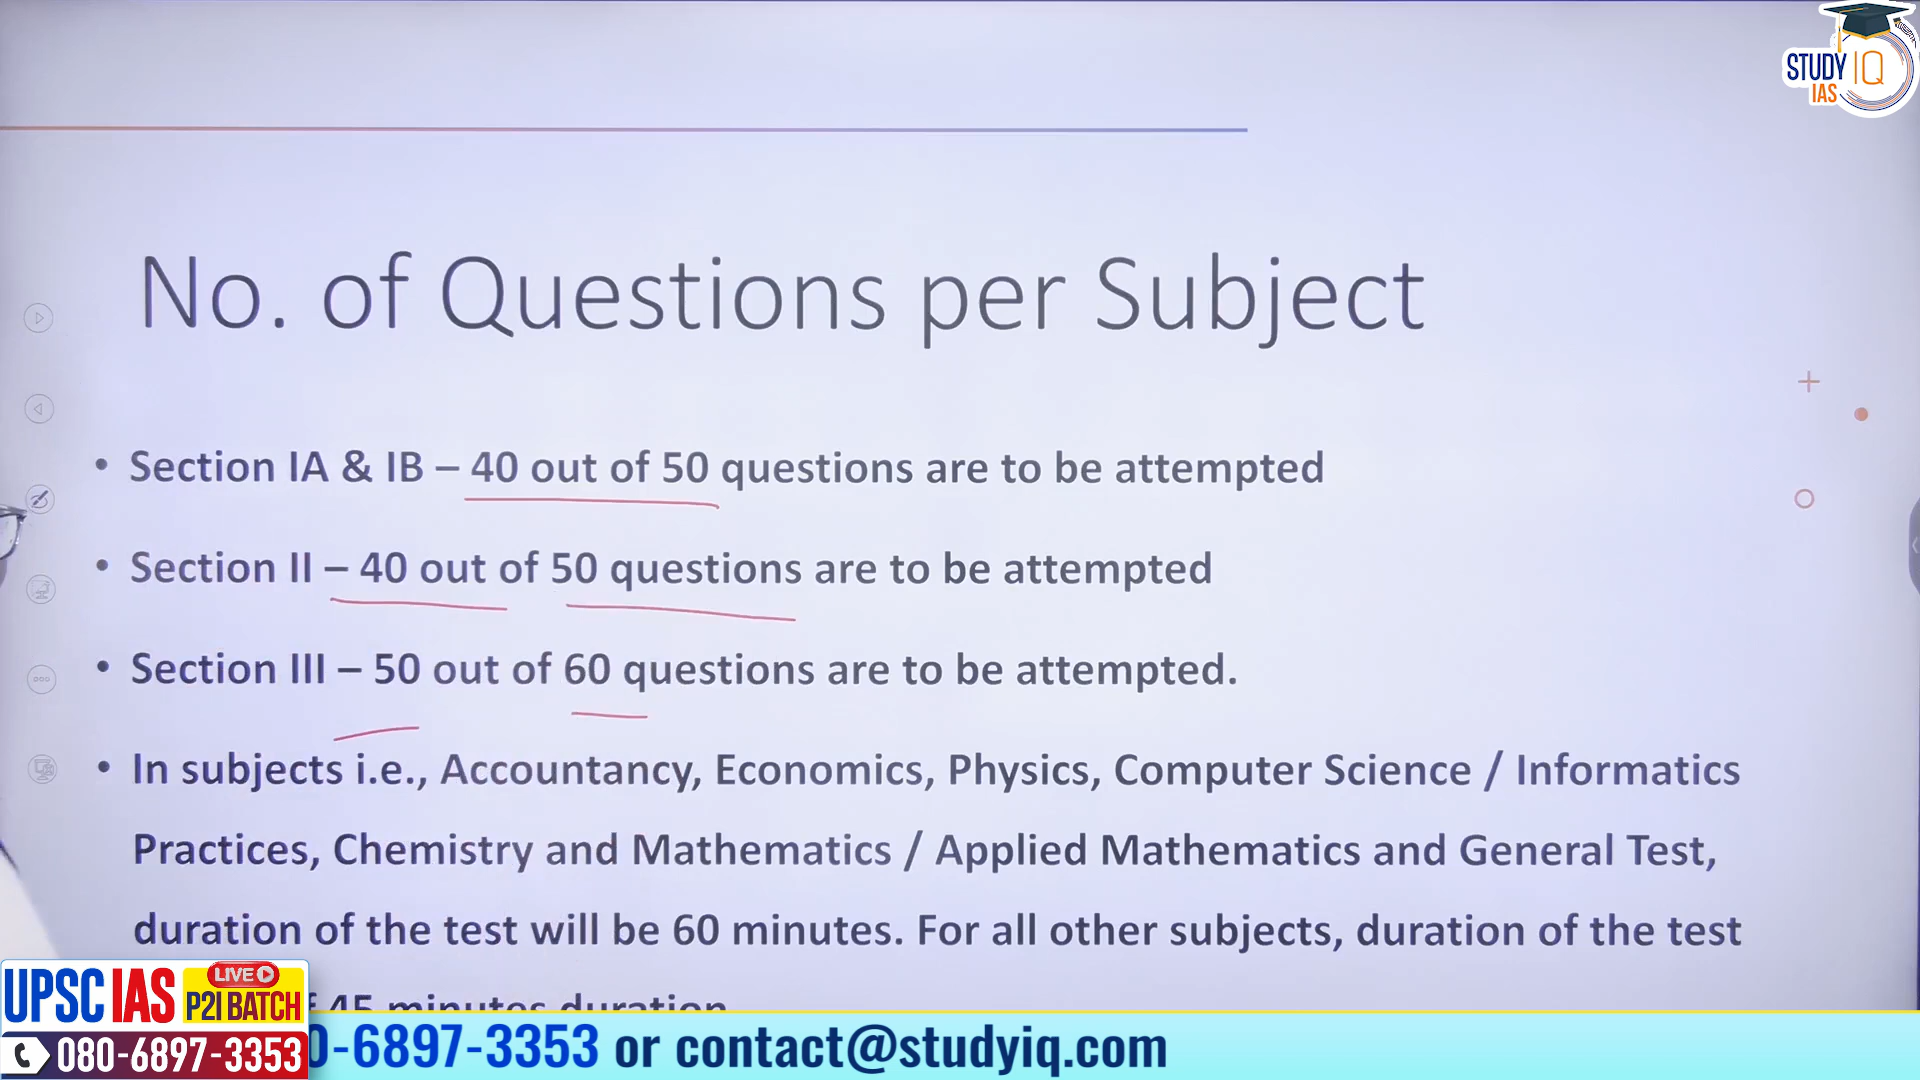 STUDY IQ
IAS
No. of Questions per Subject
• Section IA & IB – 40 out of 50 questions are to be attempted
• Section II – 40 out of 50 questions are to be attempted
• Section III – 50 out of 60 questions are to be attempted.
• In subjects i.e., Accountancy, Economics, Physics, Computer Science / Informatics
Practices, Chemistry and Mathematics / Applied Mathematics and General Test,
duration of the test will be 60 minutes. For all other subjects, duration of the test
45 minutes duration
LIVE
UPSC IAS P2I BATCH
080-6897-3353
0-6897-3353 or contact@studyiq.com